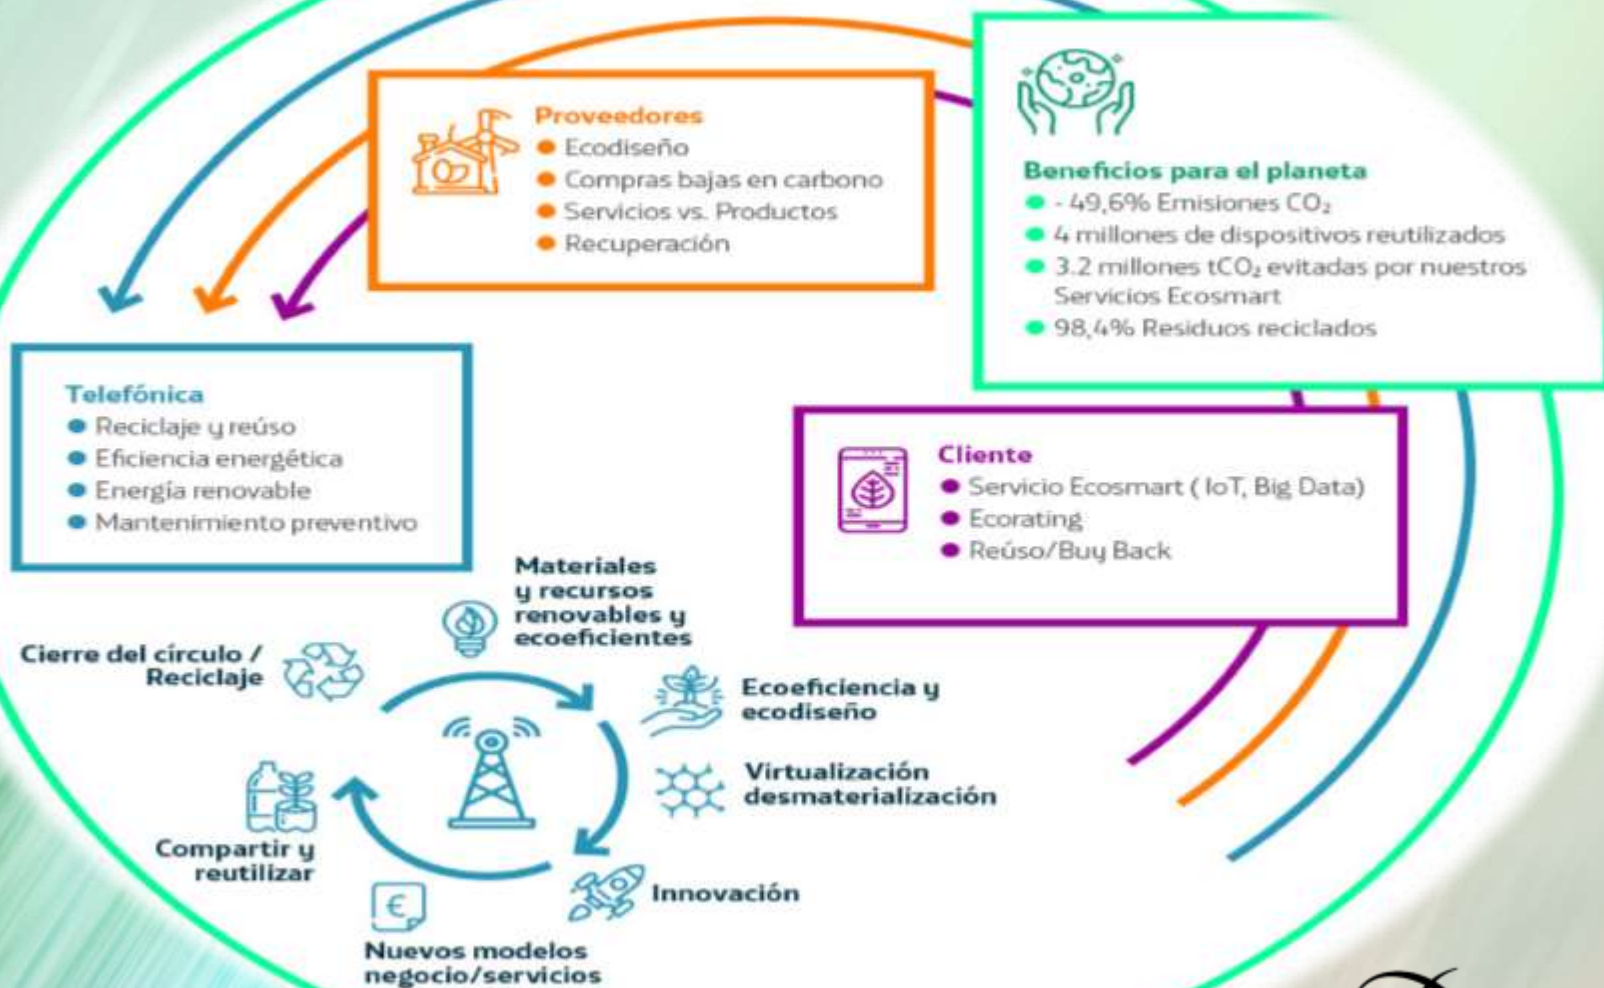 Proveedores
Ecodiseño
Compras bajas en carbono
Servicios vs. Productos
Recuperación
Beneficios para el planeta
- 49,6% Emisiones CO₂
4 millones de dispositivos reutilizados
3.2 millones tCO₂ evitadas por nuestros
Servicios Ecosmart
98,4% Residuos reciclados
Telefónica
Reciclaje y reúso
Eficiencia energética
Energía renovable
Mantenimiento preventivo
Cliente
Servicio Ecosmart ( IoT, Big Data)
Ecorating
Reúso/Buy Back
Materiales
y recursos
renovables y
ecoeficientes
Ecoeficiencia y
ecodiseño
Virtualización
desmaterialización
Innovación
€
Nuevos modelos
negocio/servicios
Compartir y
reutilizar
Cierre del círculo /
Reciclaje